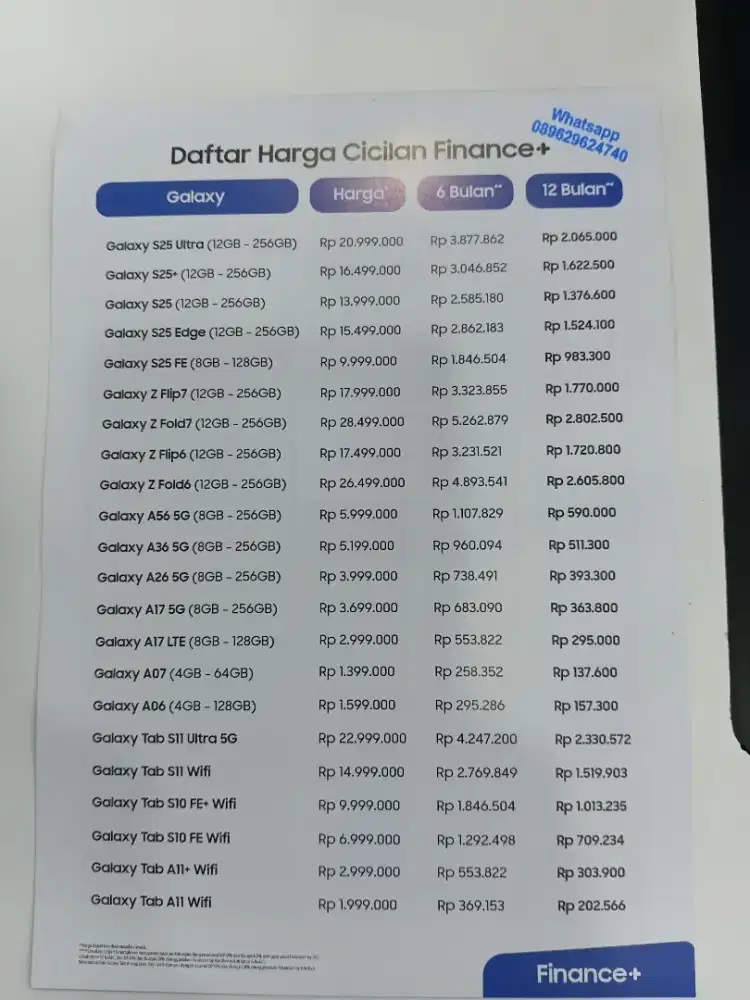 Whatsapp
089629624740
Daftar Harga Cicilan Finance+
Galaxy Harga* 6 Bulan** 12 Bulan**
Galaxy S25 Ultra (12GB - 256GB) Rp 20.999.000 Rp 3.877.862 Rp 2.065.000
Galaxy S25+ (12GB - 256GB) Rp 16.499.000 Rp 3.046.852 Rp 1.622.500
Galaxy S25 (12GB - 256GB) Rp 13.999.000 Rp 2.585.180 Rp 1.376.600
Galaxy S25 Edge (12GB - 256GB) Rp 15.499.000 Rp 2.862.183 Rp 1.524.100
Galaxy S25 FE (8GB - 128GB) Rp 9.999.000 Rp 1.846.504 Rp 983.300
Galaxy Z Flip7 (12GB - 256GB) Rp 17.999.000 Rp 3.323.855 Rp 1.770.000
Galaxy Z Fold7 (12GB - 256GB) Rp 28.499.000 Rp 5.262.879 Rp 2.802.500
Galaxy Z Flip6 (12GB - 256GB) Rp 17.499.000 Rp 3.231.521 Rp 1.720.800
Galaxy Z Fold6 (12GB - 256GB) Rp 26.499.000 Rp 4.893.541 Rp 2.605.800
Galaxy A56 5G (8GB - 256GB) Rp 5.999.000 Rp 1.107.829 Rp 590.000
Galaxy A36 5G (8GB - 256GB) Rp 5.199.000 Rp 960.094 Rp 511.300
Galaxy A26 5G (8GB - 256GB) Rp 3.999.000 Rp 738.491 Rp 393.300
Galaxy A17 5G (8GB - 256GB) Rp 3.699.000 Rp 683.090 Rp 363.800
Galaxy A17 LTE (8GB - 128GB) Rp 2.999.000 Rp 553.822 Rp 295.000
Galaxy A07 (4GB - 64GB) Rp 1.399.000 Rp 258.352 Rp 137.600
Galaxy A06 (4GB - 128GB) Rp 1.599.000 Rp 295.286 Rp 157.300
Galaxy Tab S11 Ultra 5G Rp 22.999.000 Rp 4.247.200 Rp 2.330.572
Galaxy Tab S11 Wifi Rp 14.999.000 Rp 2.769.849 Rp 1.519.903
Galaxy Tab S10 FE+ Wifi Rp 9.999.000 Rp 1.846.504 Rp 1.013.235
Galaxy Tab S10 FE Wifi Rp 6.999.000 Rp 1.292.498 Rp 709.234
Galaxy Tab A11+ Wifi Rp 2.999.000 Rp 553.822 Rp 303.900
Galaxy Tab A11 Wifi Rp 1.999.000 Rp 369.153 Rp 202.566
Finance+